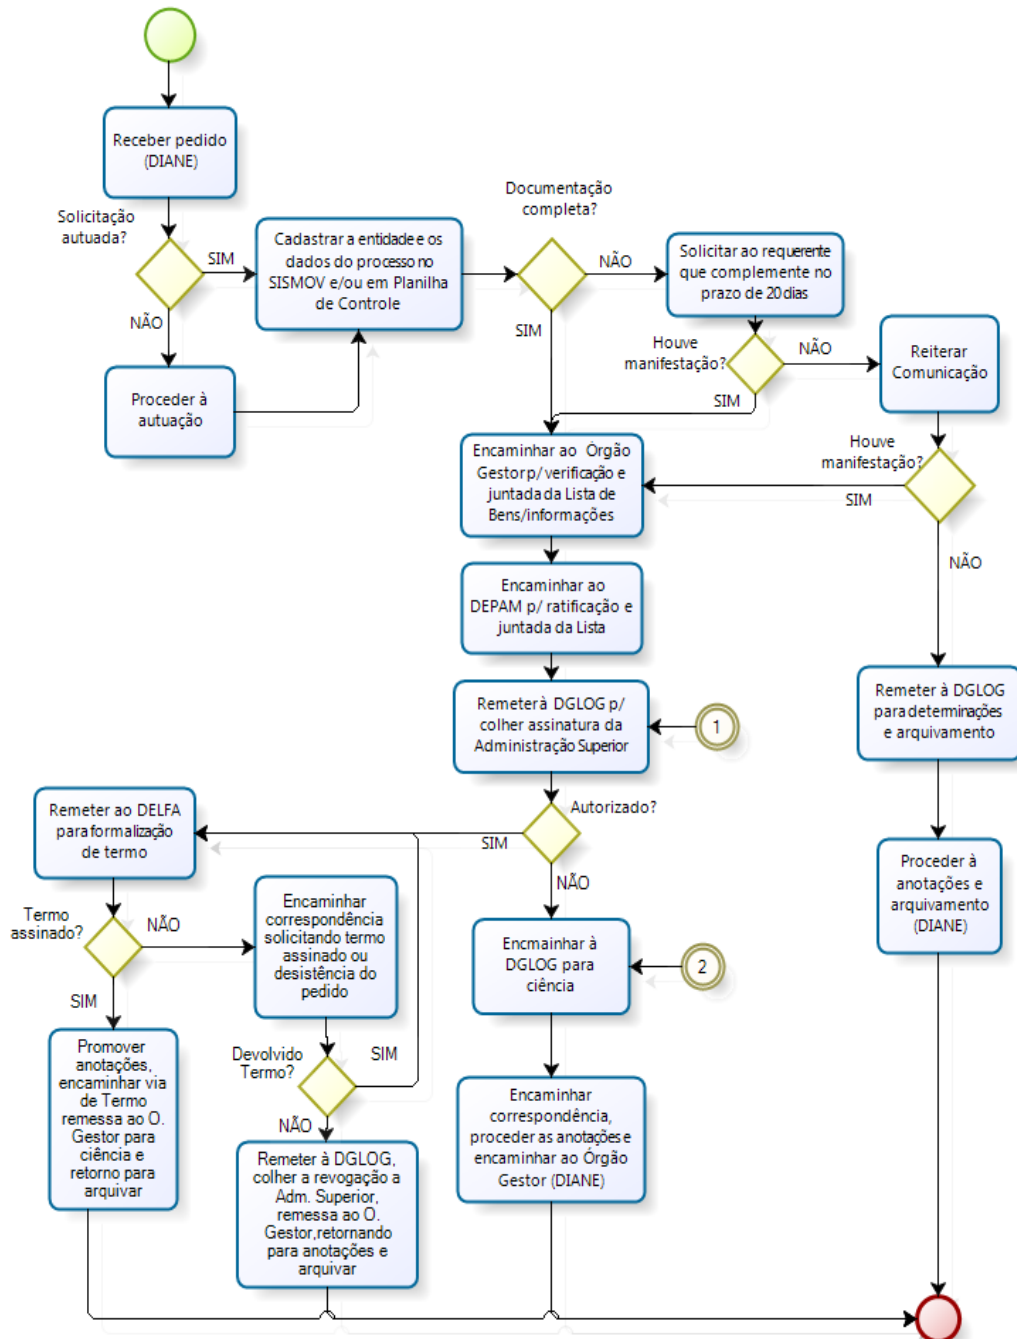 Receber pedido
(DIANE)
Solicitação
autuada?
SIM
NÃO
Proceder à
autuação
Cadastrar a entidade e os
dados do processo no
SISMOV e/ou em Planilha
de Controle
Documentação
completa?
NÃO
SIM
Solicitar ao requerente
que complemente no
prazo de 20 dias
Houve
manifestação?
NÃO
SIM
Reiterar
Comunicação
Houve
manifestação?
SIM
NÃO
Encaminhar ao Órgão
Gestor p/ verificação e
juntada da Lista de
Bens/informações
Encaminhar ao
DEPAM p/ ratificação e
juntada da Lista
Remeter à DGLOG p/
colher assinatura da
Administração Superior
1
Remeter à DGLOG
para determinações
e arquivamento
Proceder à
anotações e
arquivamento
(DIANE)
Autorizado?
SIM
NÃO
Remeter ao DELFA
para formalização
de termo
Termo
assinado?
NÃO
SIM
Encaminhar
correspondência
solicitando termo
assinado ou
desistência do
pedido
Devolvido
Termo?
SIM
NÃO
Encmainhar à
DGLOG para
ciência
2
Promover
anotações,
encaminhar via
de Termo
remessa ao O.
Gestor para
ciência e
retorno para
arquivar
Remeter à DGLOG,
colher a revogação a
Adm. Superior,
remessa ao O.
Gestor,retornando
para anotações e
arquivar
Encaminhar
correspondência,
proceder as anotações e
encaminhar ao Órgão
Gestor (DIANE)